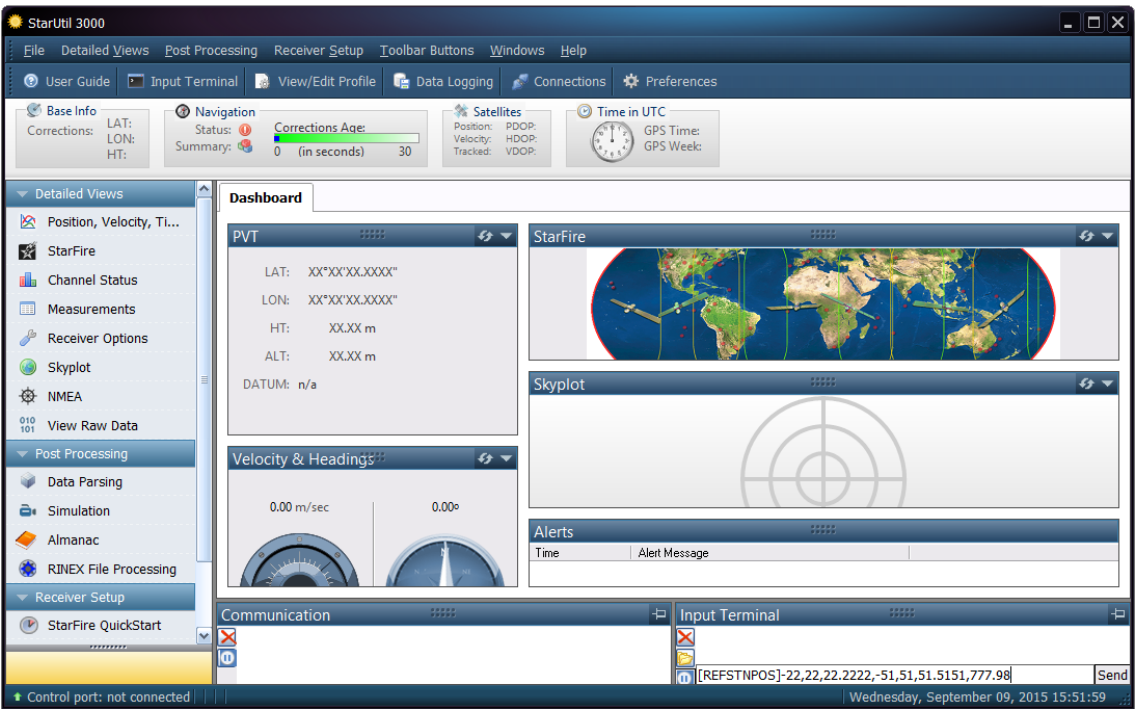 StarUtil 3000
File Detailed Views Post Processing Receiver Setup Toolbar Buttons Windows Help
User Guide Input Terminal View/Edit Profile Data Logging Connections Preferences
Base Info
Corrections:
LAT:
LON:
HT:
Navigation
Status:
Summary:
Corrections Age:
0 (in seconds) 30
Satellites
Position: PDOP:
Velocity: HDOP:
Tracked: VDOP:
Time in UTC
GPS Time:
GPS Week:
Detailed Views
Position, Velocity, Ti...
StarFire
Channel Status
Measurements
Receiver Options
Skyplot
NMEA
010
101
View Raw Data
Post Processing
Data Parsing
Simulation
Almanac
RINEX File Processing
Receiver Setup
StarFire QuickStart
Dashboard
PVT
LAT: XX°XX'XX.XXXX"
LON: XX°XX'XX.XXXX"
HT: XX.XX m
ALT: XX.XX m
DATUM: n/a
Velocity & Headings
0.00 m/sec
0.00º
N
StarFire
Skyplot
Alerts
Time Alert Message
Communication
Input Terminal
[REFSTNPOS]-22,22,22.2222,-51,51,51.5151,777.98
Send
Control port: not connected
Wednesday, September 09, 2015 15:51:59